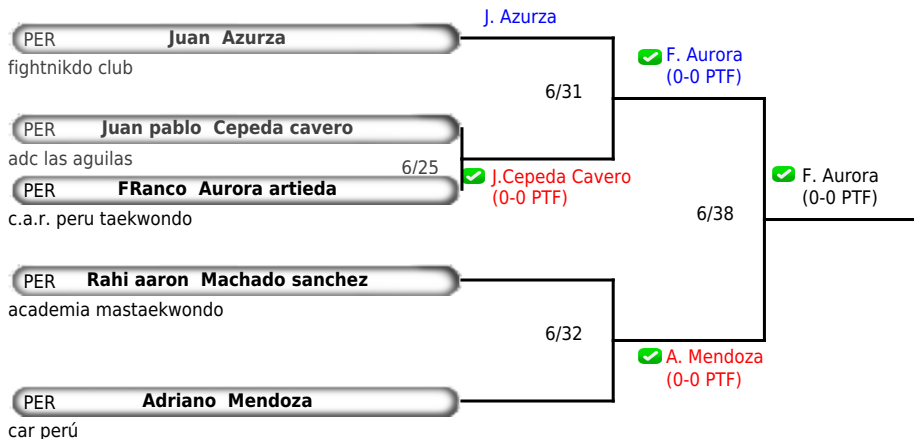 J. Azurza
PER Juan Azurza
fightnikdo club
F. Aurora
(0-0 PTF)
6/31
PER Juan pablo Cepeda cavero
adc las aguilas
6/25
J.Cepeda Cavero
(0-0 PTF)
PER FRanco Aurora artieda
c.a.r. peru taekwondo
F. Aurora
(0-0 PTF)
6/38
PER Rahi aaron Machado sanchez
academia mastaekwondo
6/32
A. Mendoza
(0-0 PTF)
PER Adriano Mendoza
car perú